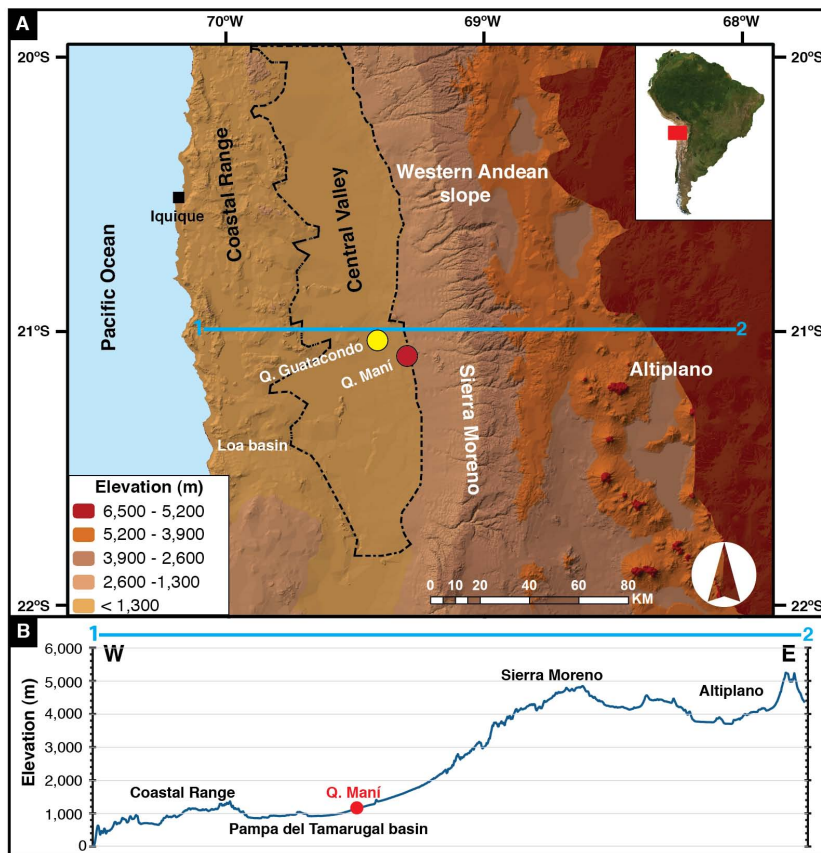 A
70ºW
69ºW
68ºW
20ºS
20ºS
Western Andean
slope
Coastal Range
Iquique
Central Valley
Pacific Ocean
21ºS
1
2
21ºS
Q. Guatacondo
Q. Maní
Altiplano
Sierra Moreno
Loa basin
Elevation (m)
6,500 - 5,200
5,200 - 3,900
3,900 - 2,600
2,600 -1,300
< 1,300
0 10 20 40 60 80
KM
22ºS
22ºS
B
1
2
6,000
W
E
Sierra Moreno
5,000
Altiplano
4,000
Elevation (m)
3,000
2,000
Coastal Range
Q. Maní
1,000
Pampa del Tamarugal basin
0